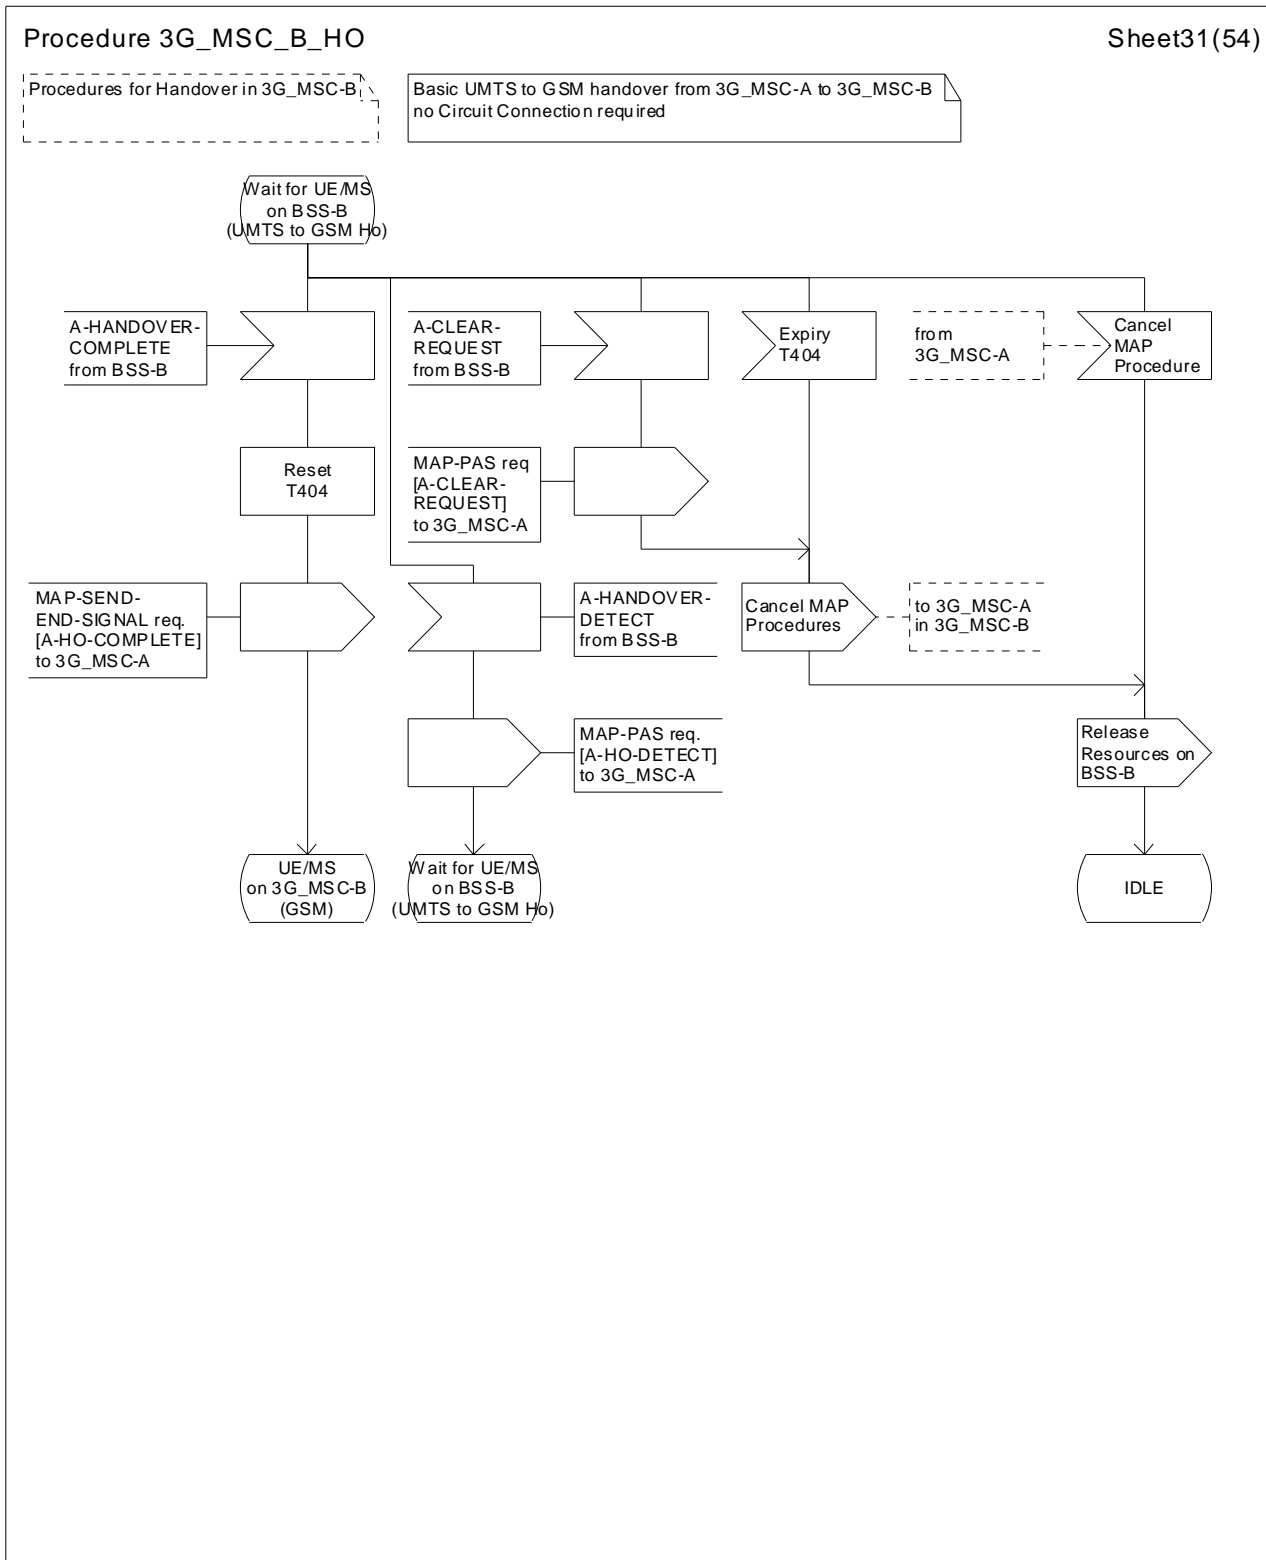 Procedure 3G_MSC_B_HO
Sheet31(54)
Procedures for Handover in 3G_MSC-B
Basic UMTS to GSM handover from 3G_MSC-A to 3G_MSC-B
no Circuit Connection required
Wait for UE/MS
on BSS-B
(UMTS to GSM Ho)
A-HANDOVER-
COMPLETE
from BSS-B
A-CLEAR-
REQUEST
from BSS-B
Expiry
T404
from
3G_MSC-A
Cancel
MAP
Procedure
Reset
T404
MAP-PAS req
[A-CLEAR-
REQUEST]
to 3G_MSC-A
MAP-SEND-
END-SIGNAL req.
[A-HO-COMPLETE]
to 3G_MSC-A
A-HANDOVER-
DETECT
from BSS-B
Cancel MAP
Procedures
to 3G_MSC-A
in 3G_MSC-B
MAP-PAS req.
[A-HO-DETECT]
to 3G_MSC-A
Release
Resources on
BSS-B
UE/MS
on 3G_MSC-B
(GSM)
Wait for UE/MS
on BSS-B
(UMTS to GSM Ho)
IDLE